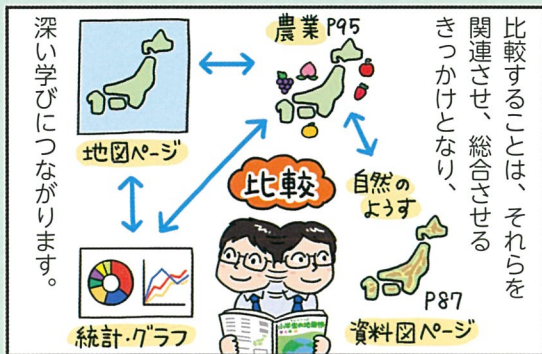 比較することは、それらを
関連させ、総合させる
きっかけとなり、
農業 P95
地図ページ
比較
自然の
ようす
P87
資料図ページ
統計・グラフ
深い学びにつながります。